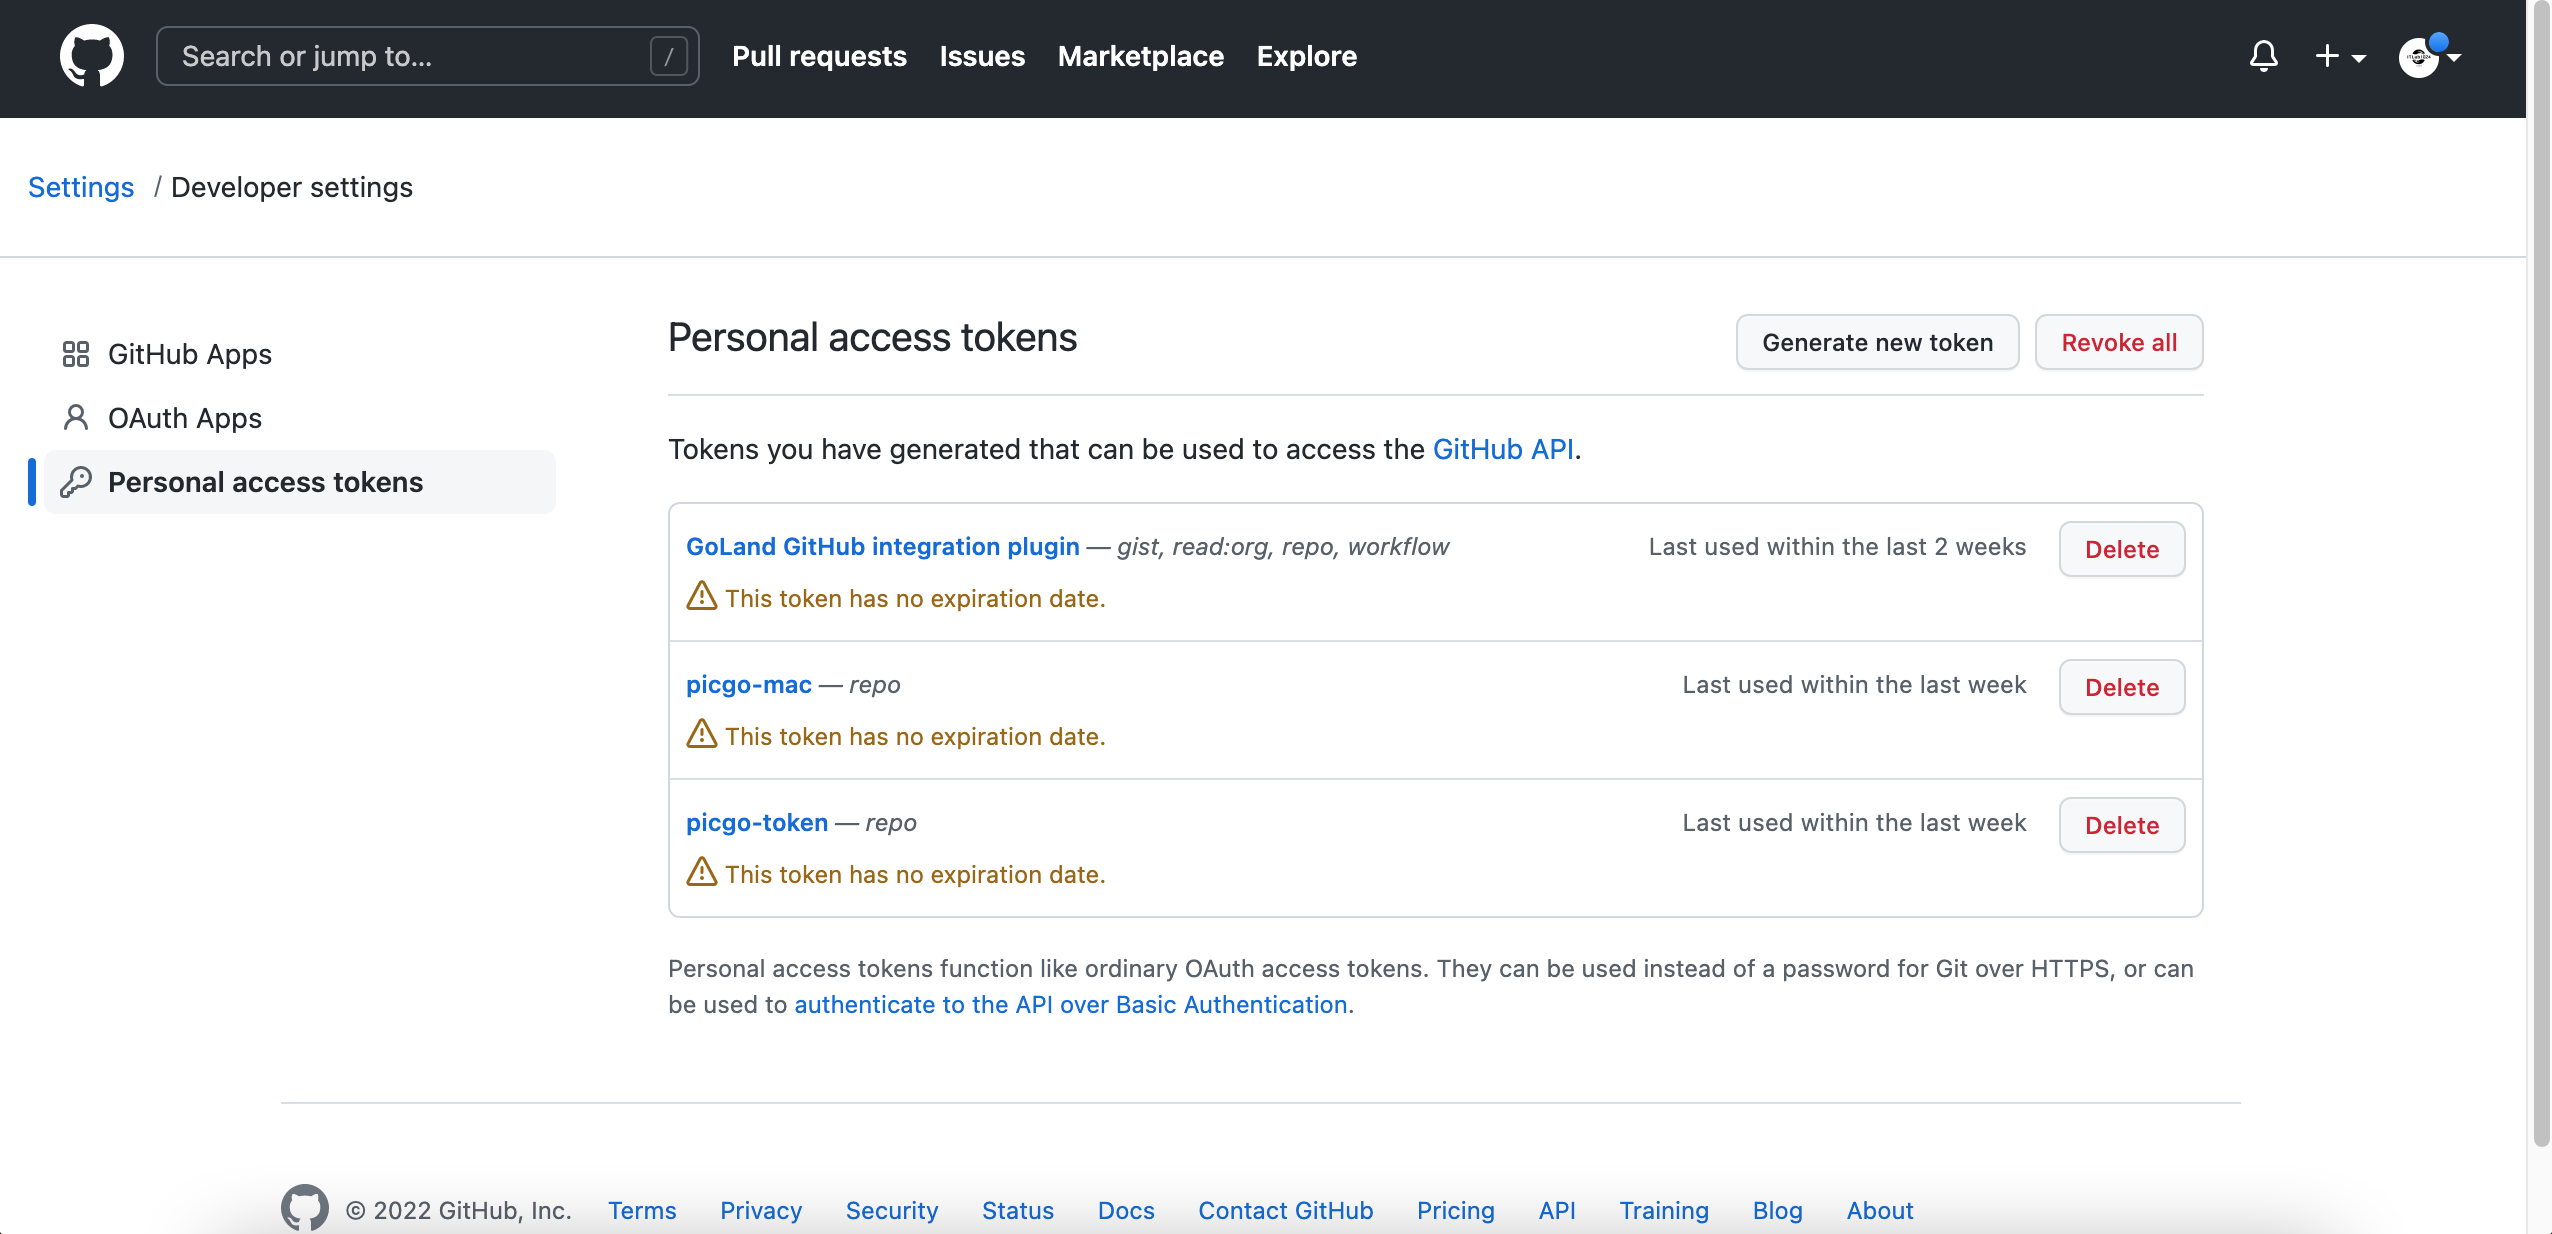 Search or jump to... / Pull requests Issues Marketplace Explore
Settings / Developer settings
GitHub Apps
OAuth Apps
Personal access tokens
Personal access tokens
Generate new token Revoke all
Tokens you have generated that can be used to access the GitHub API.
GoLand GitHub integration plugin — gist, read:org, repo, workflow Last used within the last 2 weeks Delete
This token has no expiration date.
picgo-mac — repo Last used within the last week Delete
This token has no expiration date.
picgo-token — repo Last used within the last week Delete
This token has no expiration date.
Personal access tokens function like ordinary OAuth access tokens. They can be used instead of a password for Git over HTTPS, or can
be used to authenticate to the API over Basic Authentication.
© 2022 GitHub, Inc. Terms Privacy Security Status Docs Contact GitHub Pricing API Training Blog About